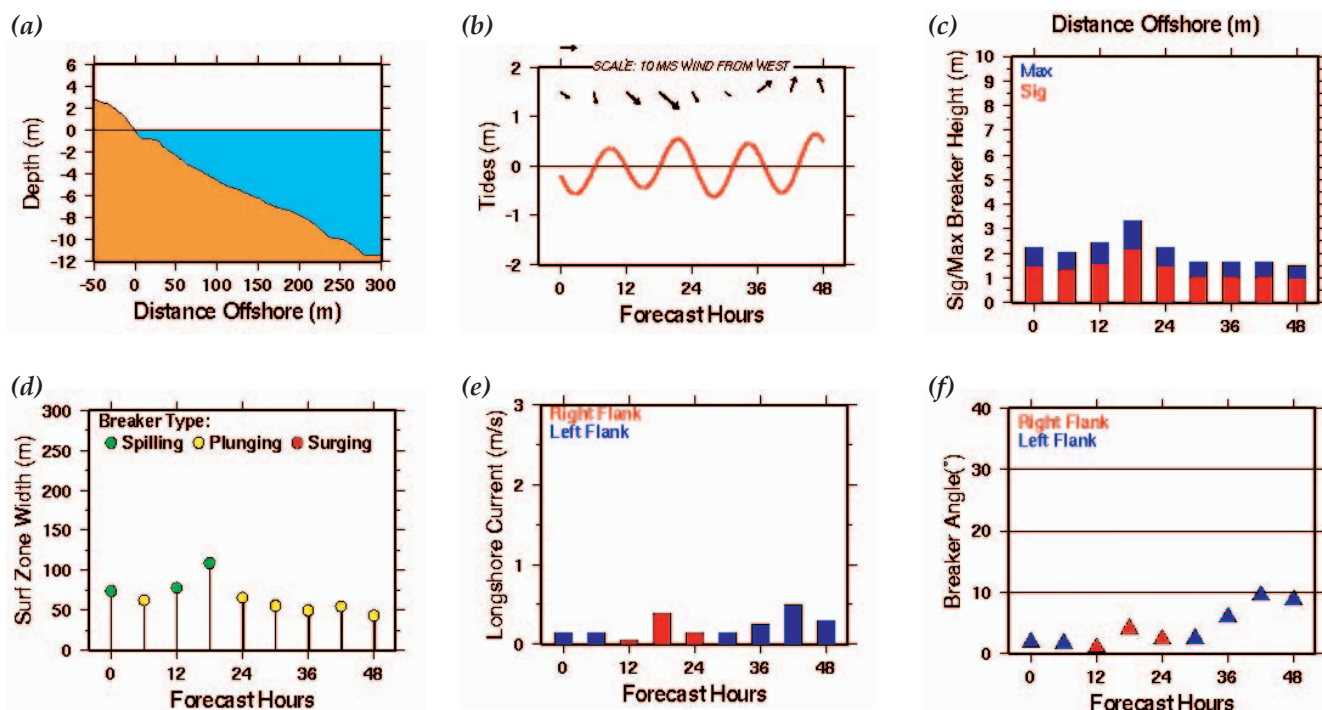 (a)
Depth (m)
6
4
2
0
-2
-4
-6
-8
-10
-12
-50 0 50 100 150 200 250 300
Distance Offshore (m)
(b)
SCALE: 10 M/S WIND FROM WEST
Tides (m)
2
1
0
-1
-2
0 12 24 36 48
Forecast Hours
(c)
Distance Offshore (m)
Max
Sig
Sig/Max Breaker Height (m)
10
9
8
7
6
5
4
3
2
1
0
0 12 24 36 48
(d)
Breaker Type:
Spilling Plunging Surging
Surf Zone Width (m)
300
250
200
150
100
50
0
0 12 24 36 48
Forecast Hours
(e)
Right Flank
Left Flank
Longshore Current (m/s)
3
2
1
0
0 12 24 36 48
Forecast Hours
(f)
Right Flank
Left Flank
Breaker Angle(°)
40
30
20
10
0
0 12 24 36 48
Forecast Hours